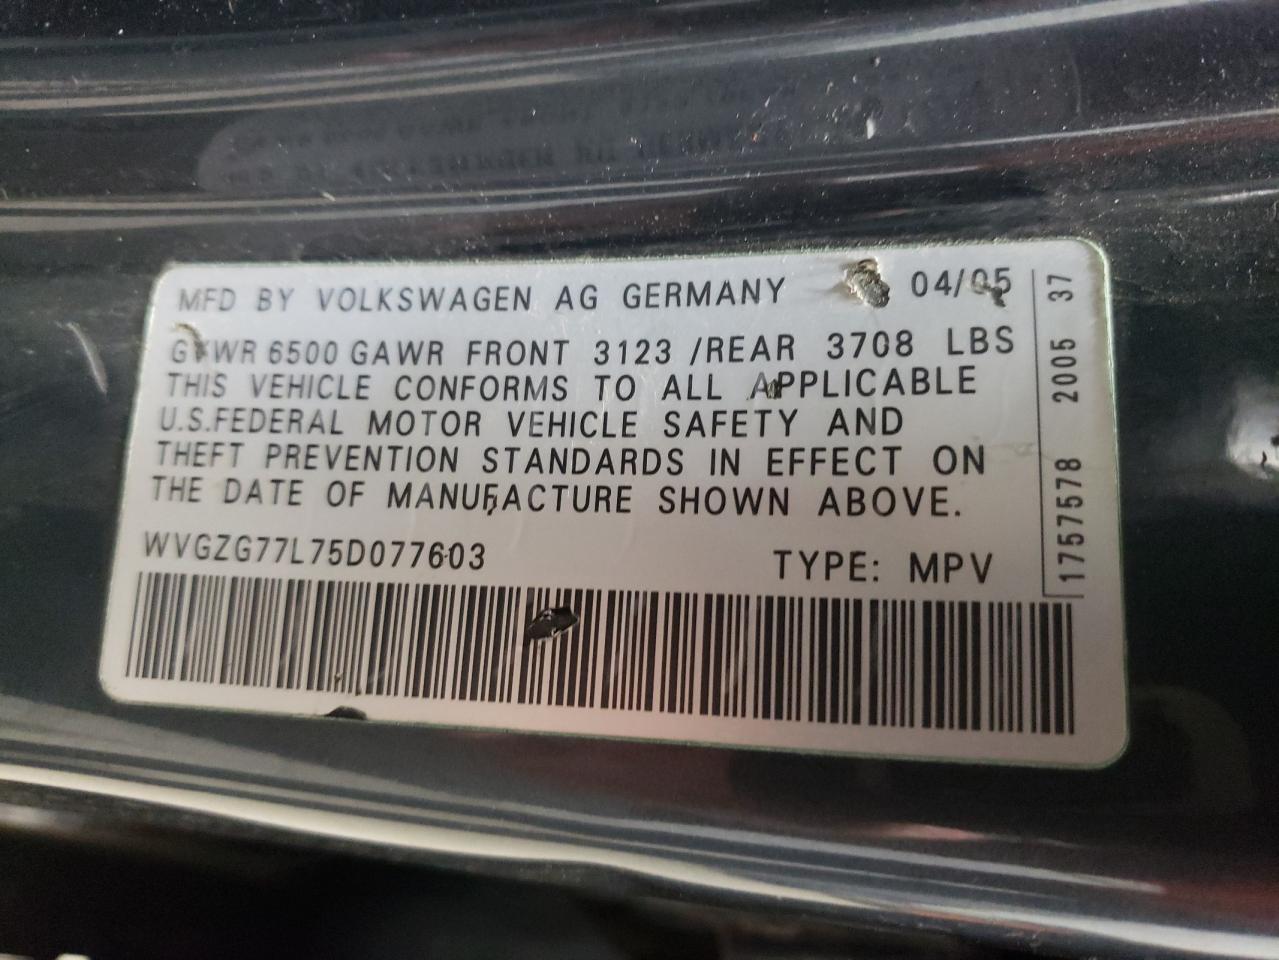 MFD BY VOLKSWAGEN AG GERMANY 04/05
GVWR 6500 GAWR FRONT 3123 /REAR 3708 LBS
THIS VEHICLE CONFORMS TO ALL APPLICABLE
U.S.FEDERAL MOTOR VEHICLE SAFETY AND
THEFT PREVENTION STANDARDS IN EFFECT ON
THE DATE OF MANUFACTURE SHOWN ABOVE.
WVGZG77L75D077603 TYPE: MPV
1757578 2005 37